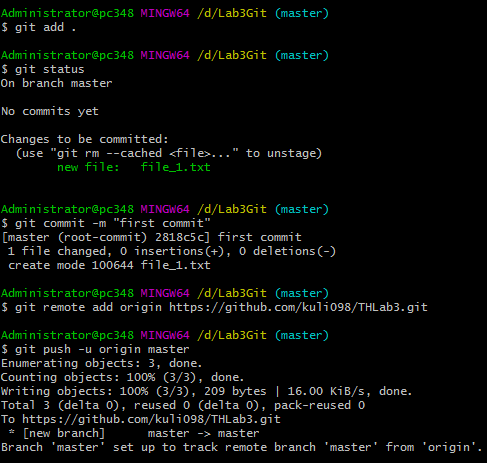 Administrator@pc348 MINGW64 /d/Lab3Git (master)
$ git add .

Administrator@pc348 MINGW64 /d/Lab3Git (master)
$ git status
On branch master

No commits yet

Changes to be committed:
  (use "git rm --cached <file>..." to unstage)
        new file:   file_1.txt


Administrator@pc348 MINGW64 /d/Lab3Git (master)
$ git commit -m "first commit"
[master (root-commit) 2818c5c] first commit
 1 file changed, 0 insertions(+), 0 deletions(-)
 create mode 100644 file_1.txt

Administrator@pc348 MINGW64 /d/Lab3Git (master)
$ git remote add origin https://github.com/kuli098/THLab3.git

Administrator@pc348 MINGW64 /d/Lab3Git (master)
$ git push -u origin master
Enumerating objects: 3, done.
Counting objects: 100% (3/3), done.
Writing objects: 100% (3/3), 209 bytes | 16.00 KiB/s, done.
Total 3 (delta 0), reused 0 (delta 0), pack-reused 0
To https://github.com/kuli098/THLab3.git
 * [new branch]      master -> master
Branch 'master' set up to track remote branch 'master' from 'origin'.